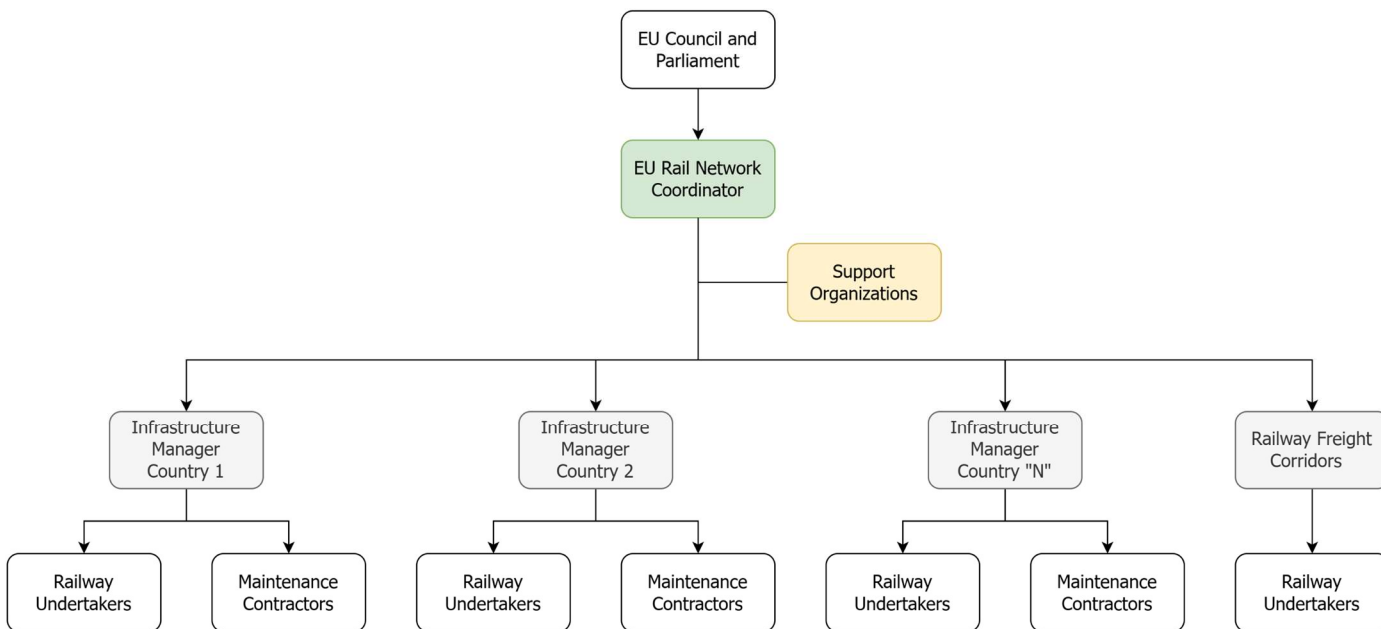 EU Council and
Parliament
EU Rail Network
Coordinator
Support
Organizations
Infrastructure
Manager
Country 1
Infrastructure
Manager
Country 2
Infrastructure
Manager
Country "N"
Railway Freight
Corridors
Railway
Undertakers
Maintenance
Contractors
Railway
Undertakers
Maintenance
Contractors
Railway
Undertakers
Maintenance
Contractors
Railway
Undertakers